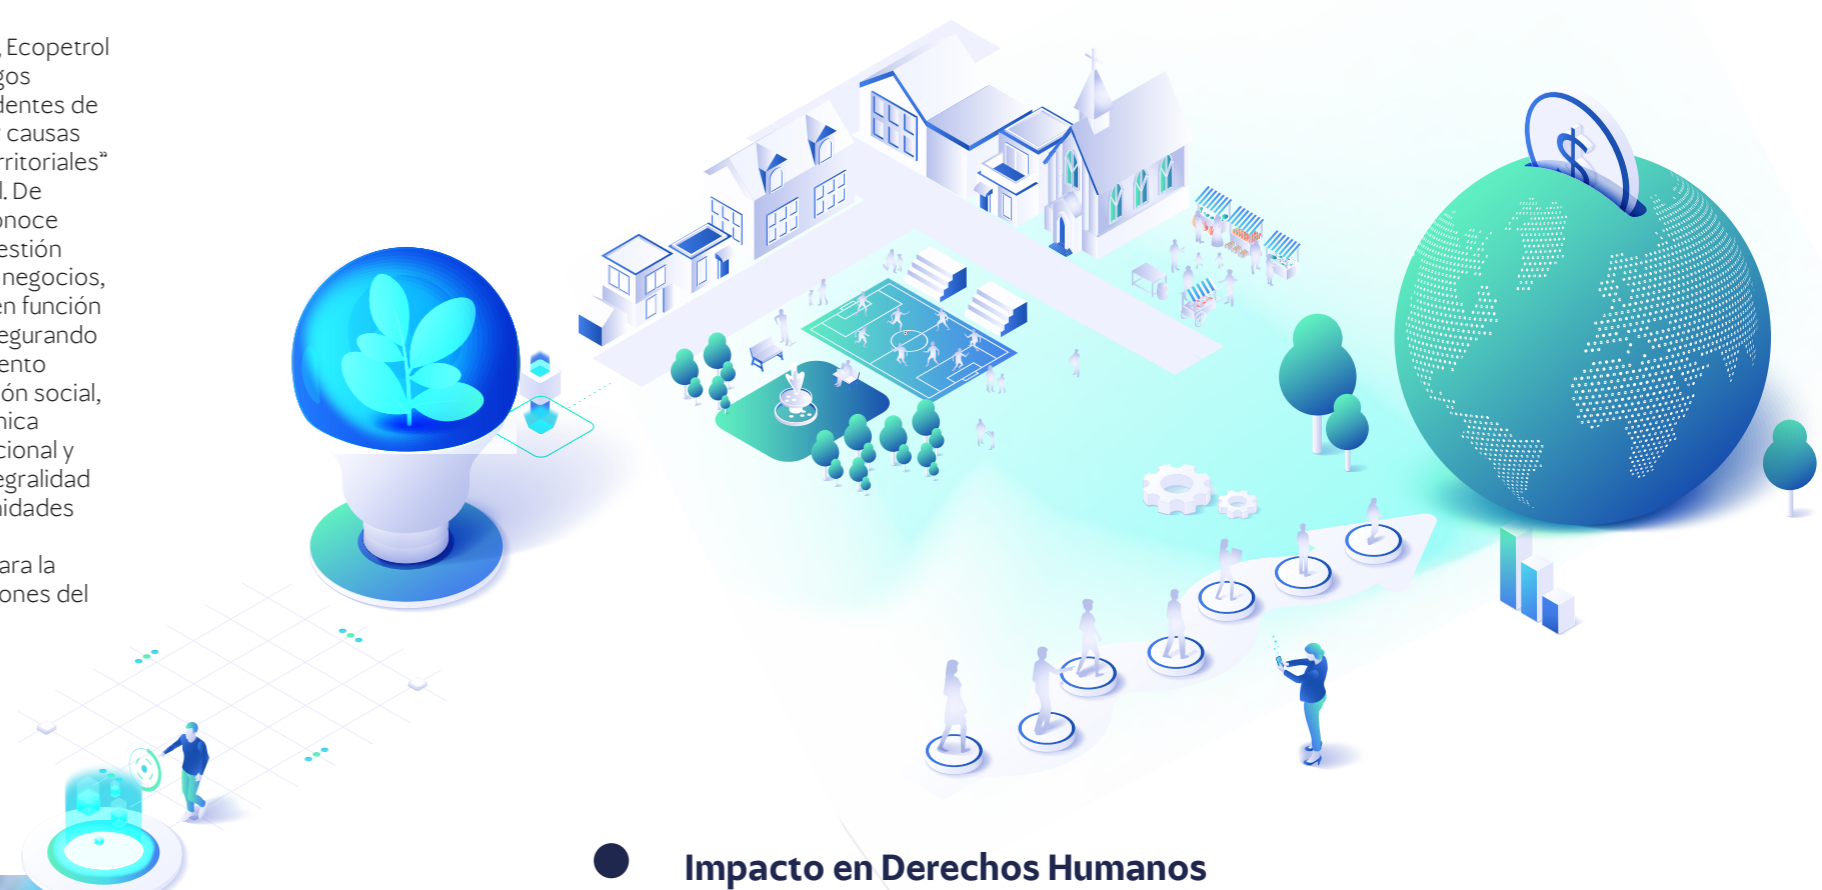 , Ecopetrol
gos
dentes de
causas
rritoriales”
l. De
onoce
estión
negocios,
en función
egurando
ento
ón social,
nica
cional y
egralidad
nidades
ara la
ones del
$
Impacto en Derechos Humanos